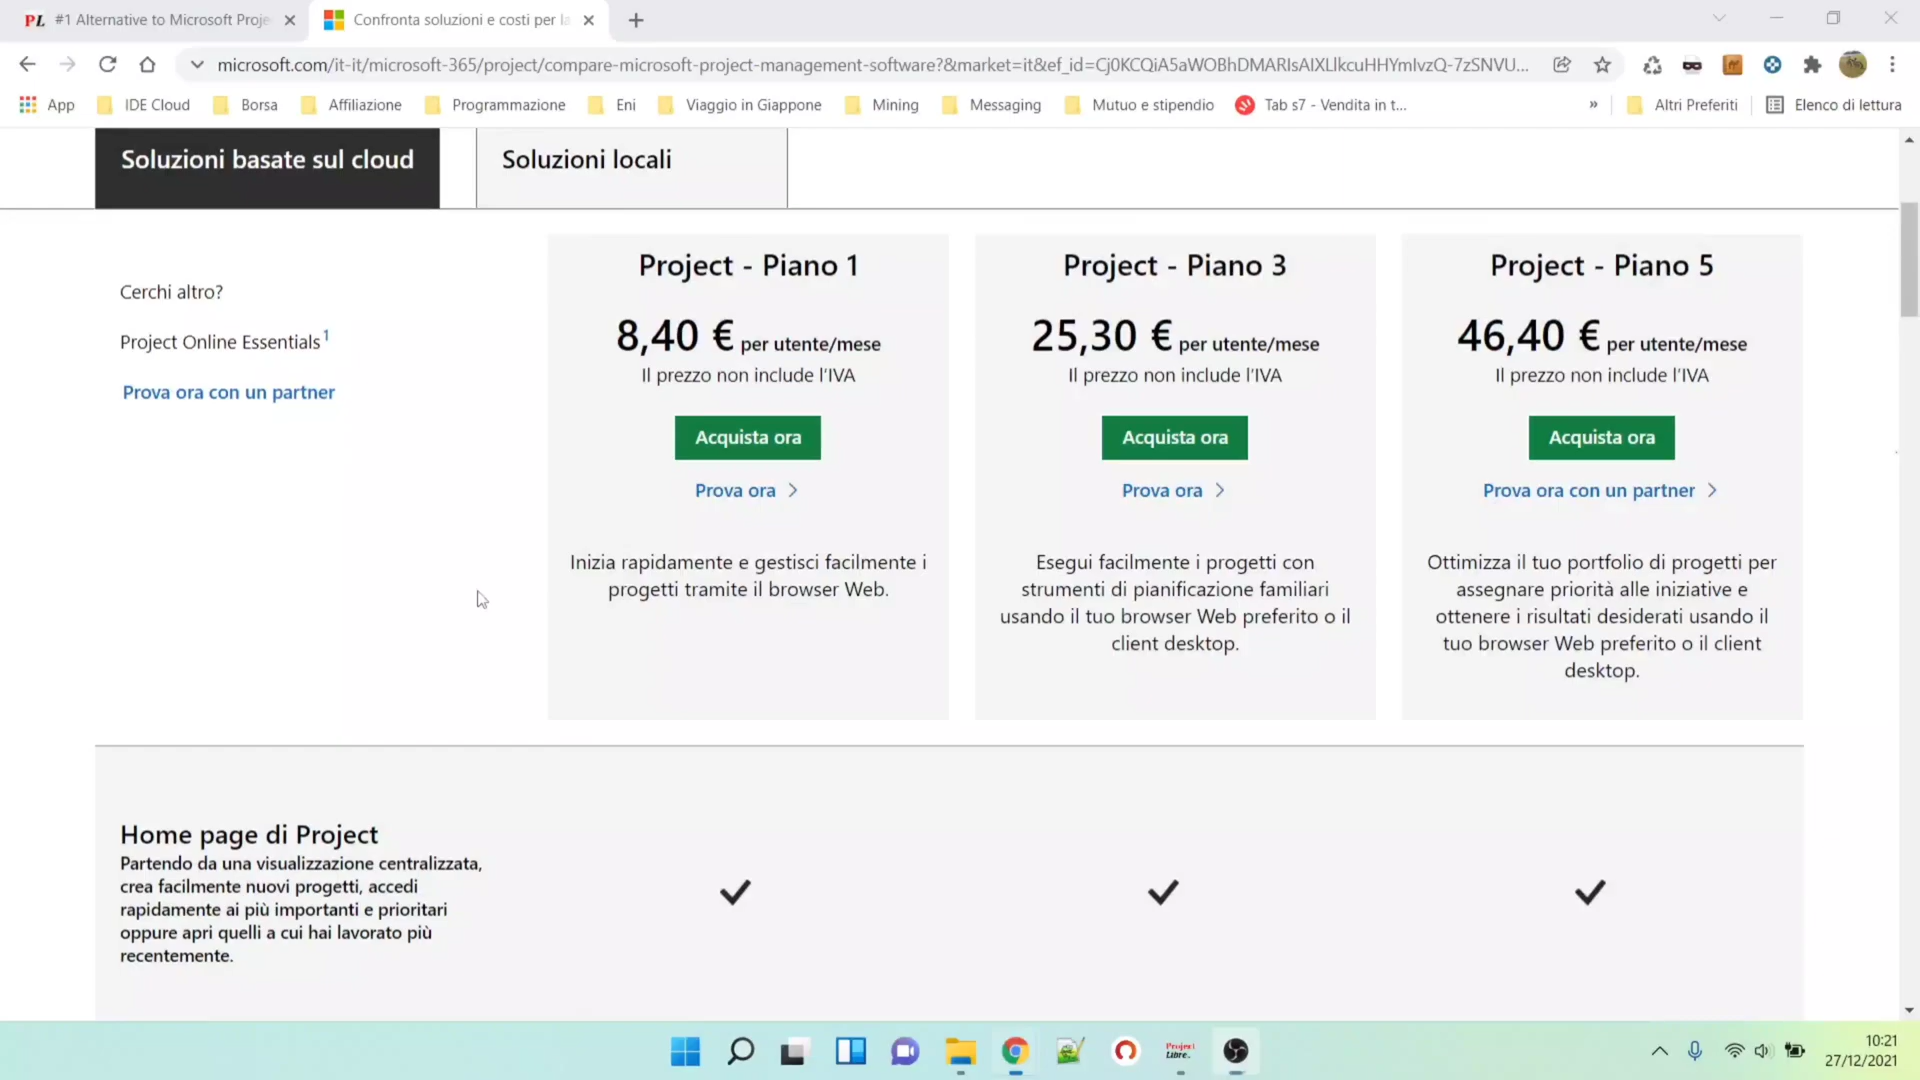 PL #1 Alternative to Microsoft Proje
Confronta soluzioni e costi per la
microsoft.com/it-it/microsoft-365/project/compare-microsoft-project-management-software?&market=it&ef_id=Cj0KCQiA5aWOBhDMARIsAIXLlkcuHHYmIvzQ-7zSNVU...
App IDE Cloud Borsa Affiliazione Programmazione Eni Viaggio in Giappone Mining Messaging Mutuo e stipendio Tab s7 - Vendita in t... » Altri Preferiti Elenco di lettura
Soluzioni basate sul cloud
Soluzioni locali
Cerchi altro?
Project Online Essentials1
Prova ora con un partner
Project - Piano 1
8,40 € per utente/mese
Il prezzo non include l'IVA
Acquista ora
Prova ora
Inizia rapidamente e gestisci facilmente i
progetti tramite il browser Web.
Project - Piano 3
25,30 € per utente/mese
Il prezzo non include l'IVA
Acquista ora
Prova ora
Esegui facilmente i progetti con
strumenti di pianificazione familiari
usando il tuo browser Web preferito o il
client desktop.
Project - Piano 5
46,40 € per utente/mese
Il prezzo non include l'IVA
Acquista ora
Prova ora con un partner
Ottimizza il tuo portfolio di progetti per
assegnare priorità alle iniziative e
ottenere i risultati desiderati usando il
tuo browser Web preferito o il client
desktop.
Home page di Project
Partendo da una visualizzazione centralizzata,
crea facilmente nuovi progetti, accedi
rapidamente ai più importanti e prioritari
oppure apri quelli a cui hai lavorato più
recentemente.
Project
Libre.
10:21
27/12/2021